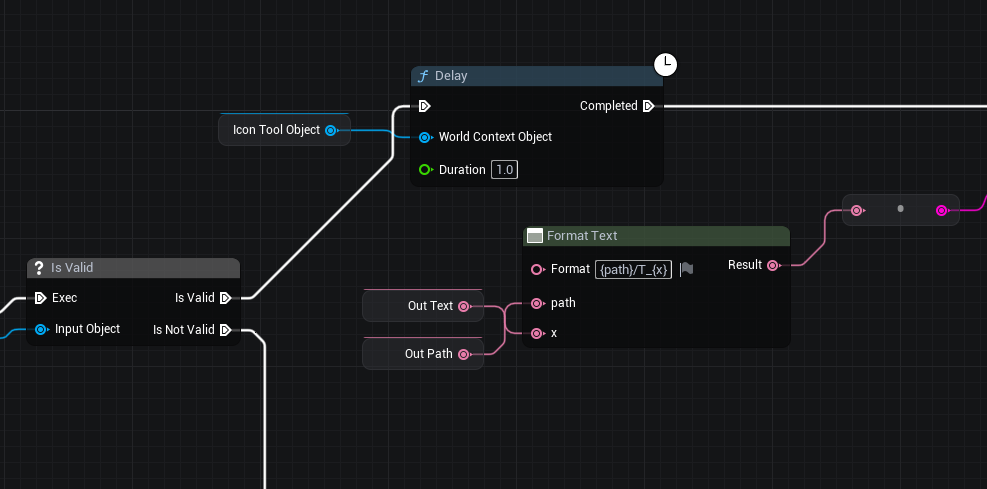 Delay
Completed
Icon Tool Object
World Context Object
Duration 1.0
Format Text
Format {path}/T_{x}
Result
Is Valid
Exec
Is Valid
Out Text
path
Input Object
Is Not Valid
x
Out Path